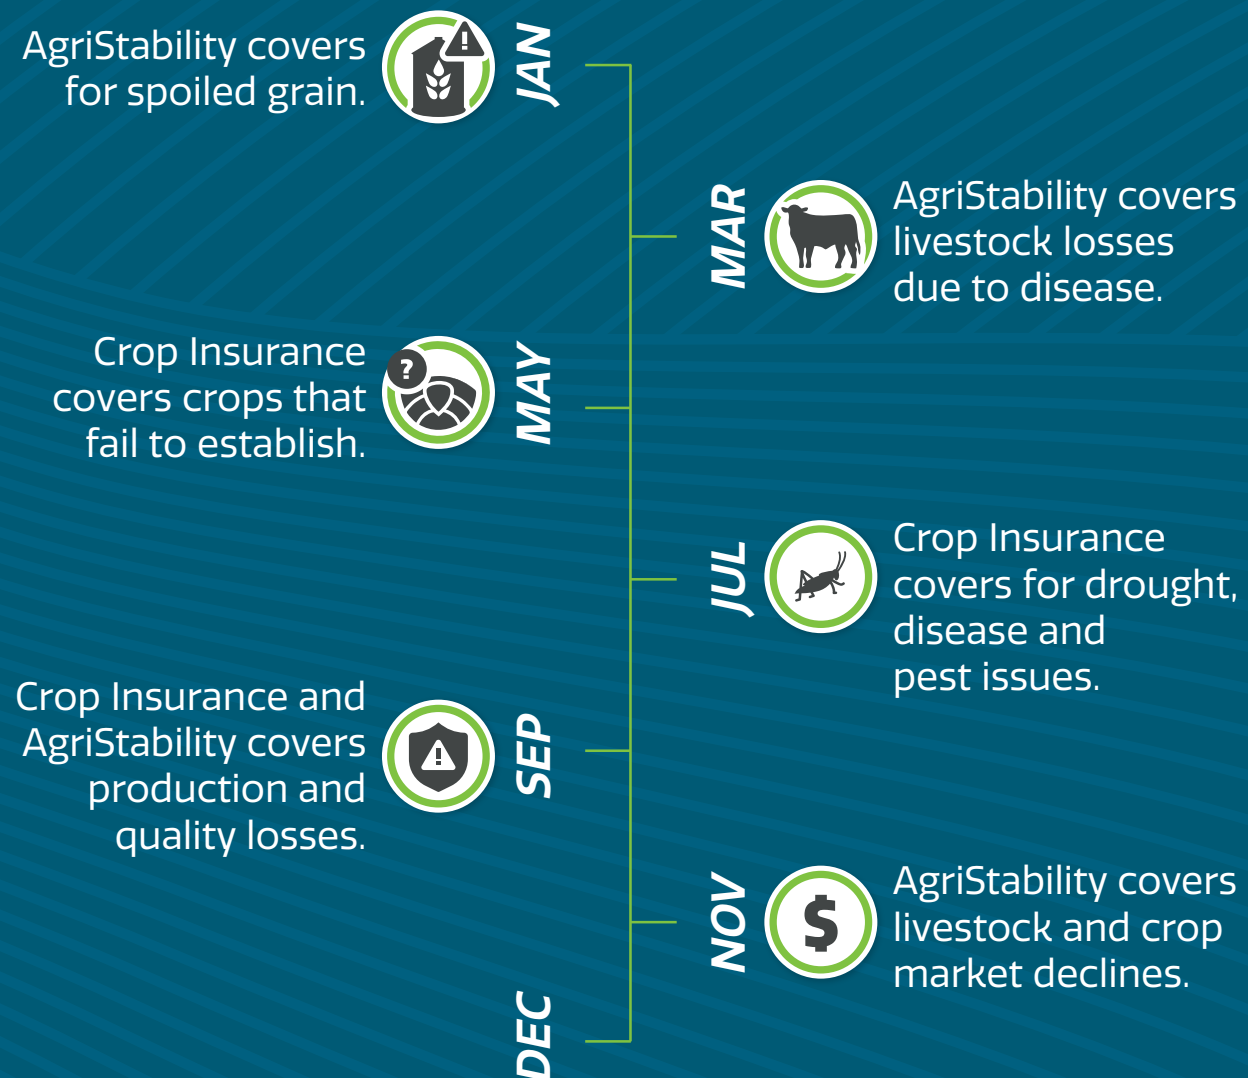 AgriStability covers
for spoiled grain.
!
JAN
MAR
AgriStability covers
livestock losses
due to disease.
Crop Insurance
covers crops that
fail to establish.
?
MAY
JUL
Crop Insurance
covers for drought,
disease and
pest issues.
Crop Insurance and
AgriStability covers
production and
quality losses.
!
SEP
NOV
$
AgriStability covers
livestock and crop
market declines.
DEC